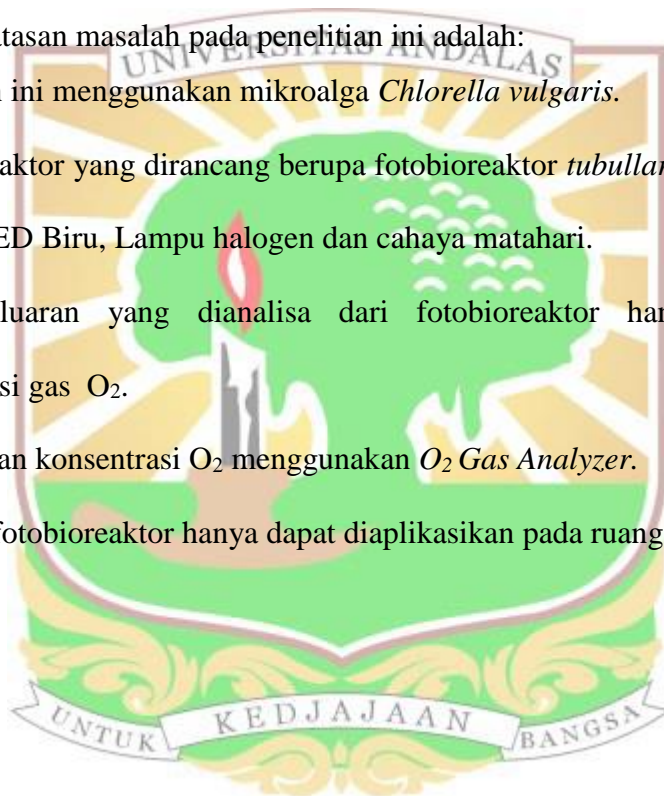 atasan masalah pada penelitian ini adalah:
UNIVERSITAS ANDALAS
ini menggunakan mikroalga Chlorella vulgaris.
aktor yang dirancang berupa fotobioreaktor tubullar
ED Biru, Lampu halogen dan cahaya matahari.
luaran yang dianalisa dari fotobioreaktor han
si gas O₂.
an konsentrasi O₂ menggunakan O₂ Gas Analyzer.
fotobioreaktor hanya dapat diaplikasikan pada ruang
UNTUK KEDJAJAAN BANGSA